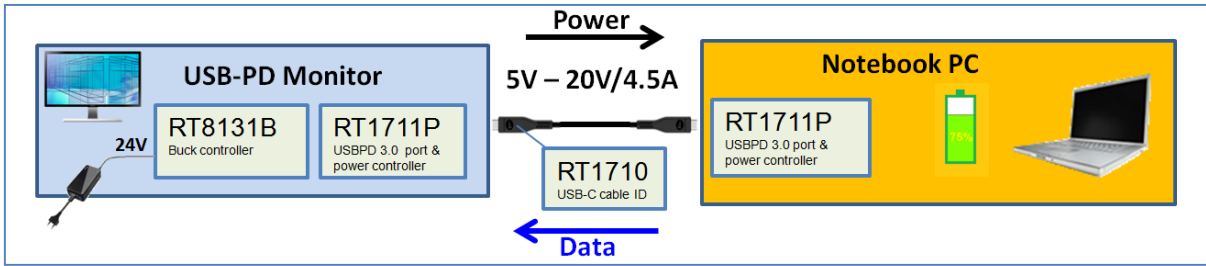 Power
USB-PD Monitor
5V – 20V/4.5A
Notebook PC
24V
RT8131B
Buck controller
RT1711P
USBPD 3.0 port &
power controller
RT1710
USB-C cable ID
RT1711P
USBPD 3.0 port &
power controller
75%
Data